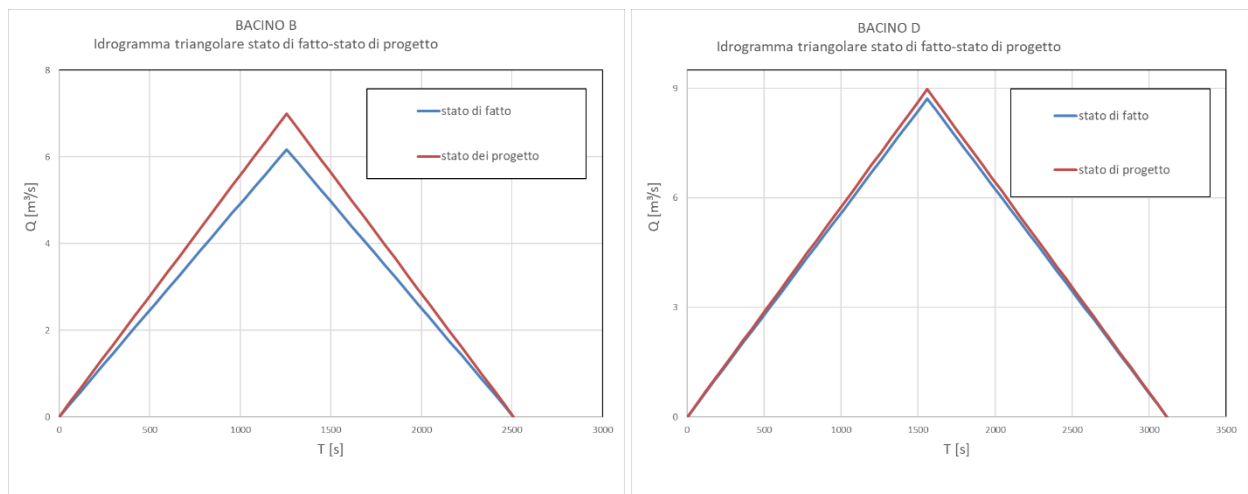 BACINO B
Idrogramma triangolare stato di fatto-stato di progetto
8
6
4
2
0
Q [m³/s]
stato di fatto
stato dei progetto
0 500 1000 1500 2000 2500 3000
T [s]
BACINO D
Idrogramma triangolare stato di fatto-stato di progetto
9
6
3
0
Q [m³/s]
stato di fatto
stato di progetto
0 500 1000 1500 2000 2500 3000 3500
T [s]